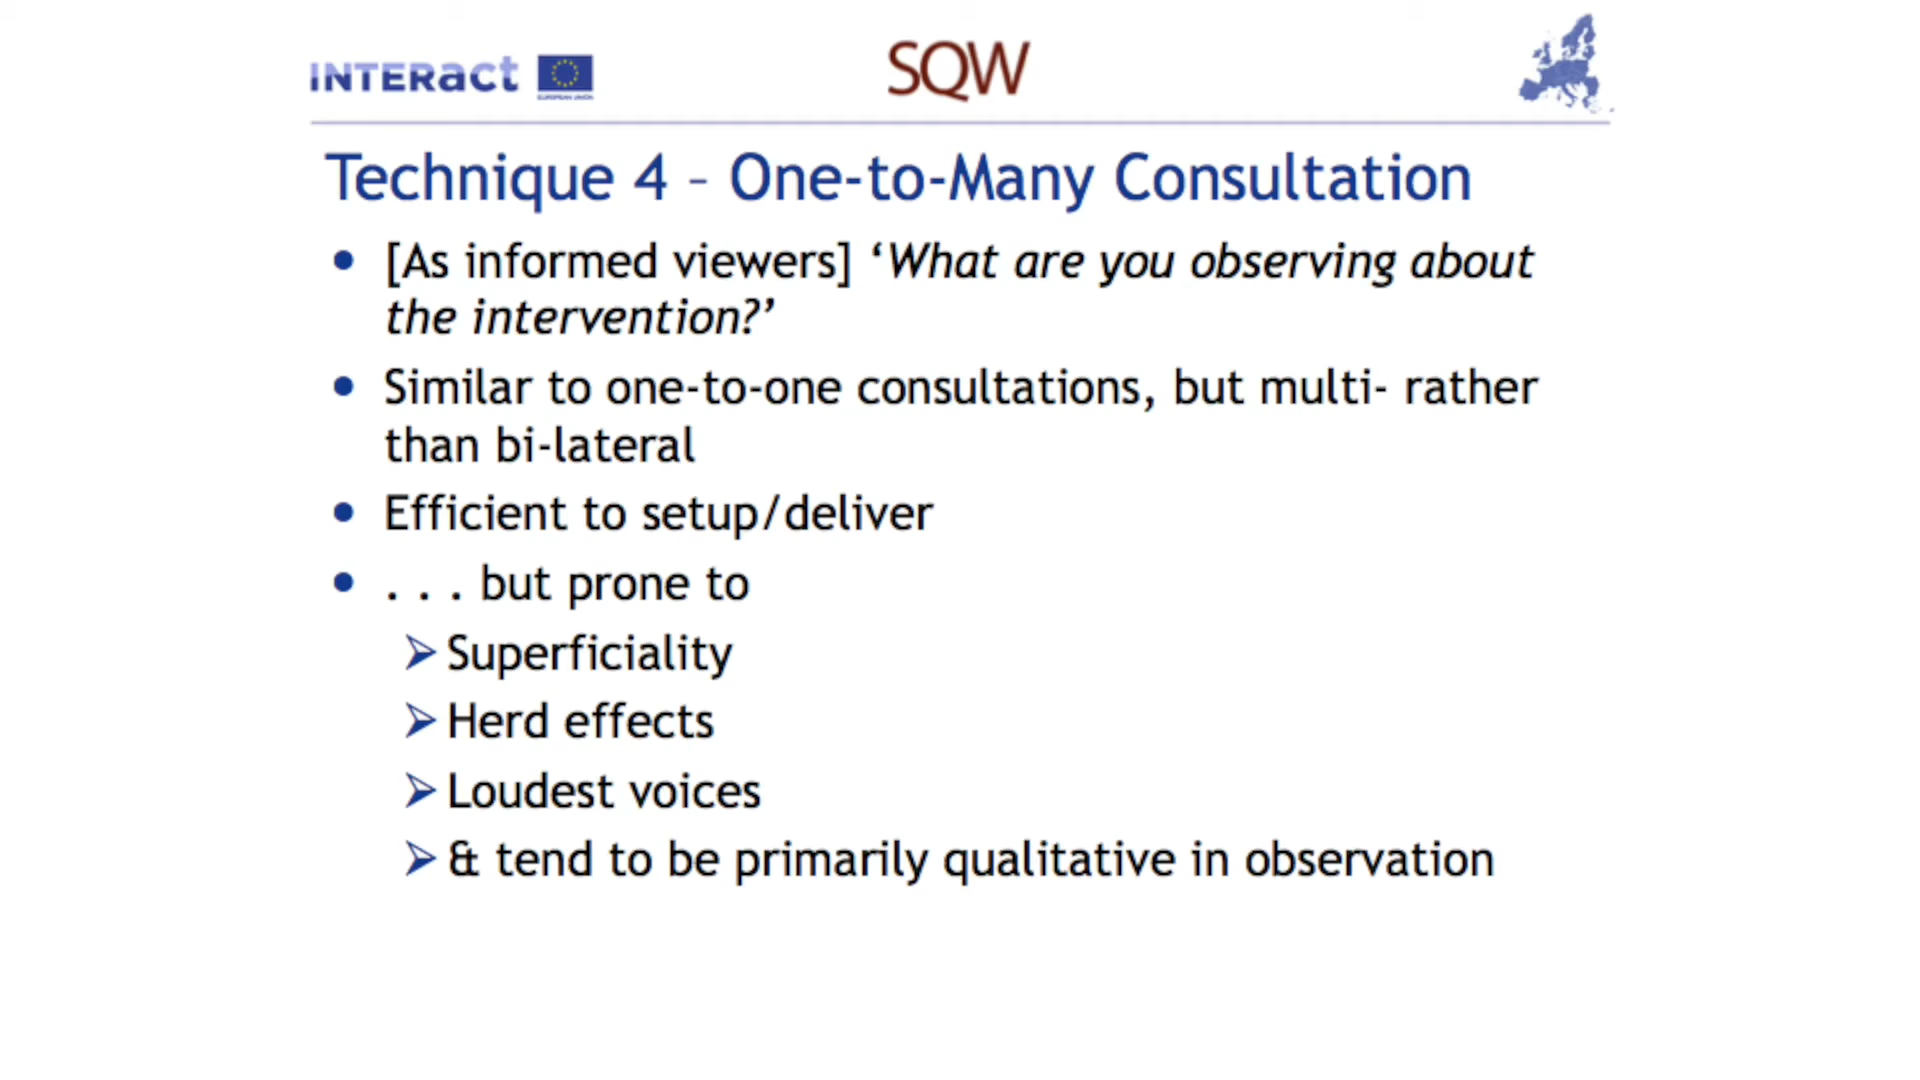 INTERact
EUROPEAN UNION
SQW
Technique 4 – One-to-Many Consultation
• [As informed viewers] ‘What are you observing about
the intervention?’
• Similar to one-to-one consultations, but multi- rather
than bi-lateral
• Efficient to setup/deliver
• . . . but prone to
➢ Superficiality
➢ Herd effects
➢ Loudest voices
➢ & tend to be primarily qualitative in observation